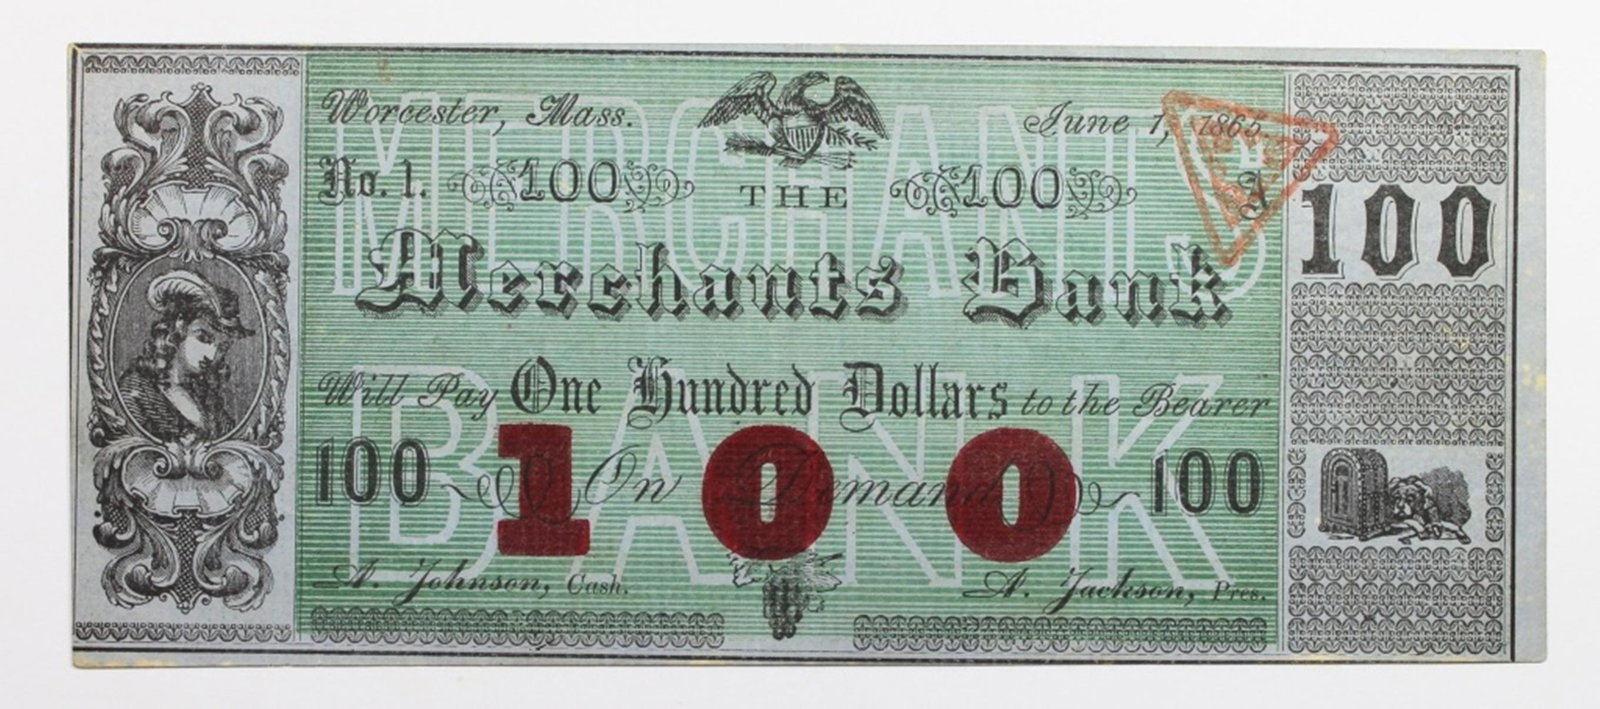 Worcester, Mass.
June 1, 1865.
MERCHANTS
No. 1. 100 THE 100 A 100
Merchants Bank
Will Pay One Hundred Dollars to the Bearer
BANK
100 100 On Demand 100
A. Johnson, Cash.
A. Jackson, Pres.